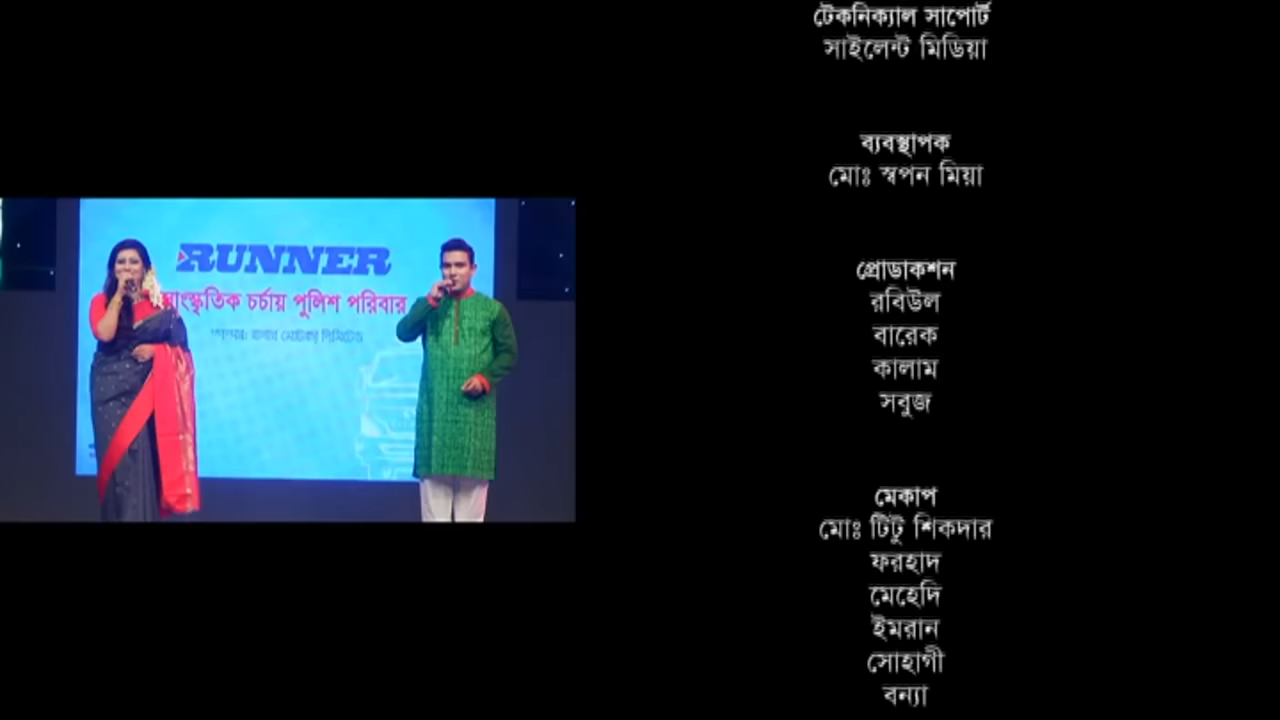 RUNNER
সাংস্কৃতিক চর্চায় পুলিশ পরিবার
টেকনিক্যাল সাপোর্ট
সাইলেন্ট মিডিয়া
ব্যবস্থাপক
মোঃ স্বপন মিয়া
প্রোডাকশন
রবিউল
বারেক
কালাম
সবুজ
মেকাপ
মোঃ টিটু শিকদার
ফরহাদ
মেহেদি
ইমরান
সোহাগী
বন্যা